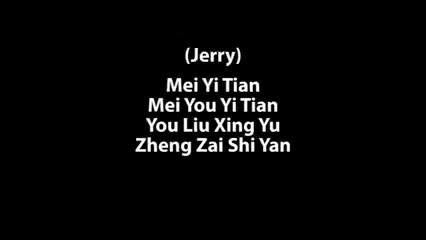 (Jerry)
Mei Yi Tian
Mei You Yi Tian
You Liu Xing Yu
Zheng Zai Shi Yan